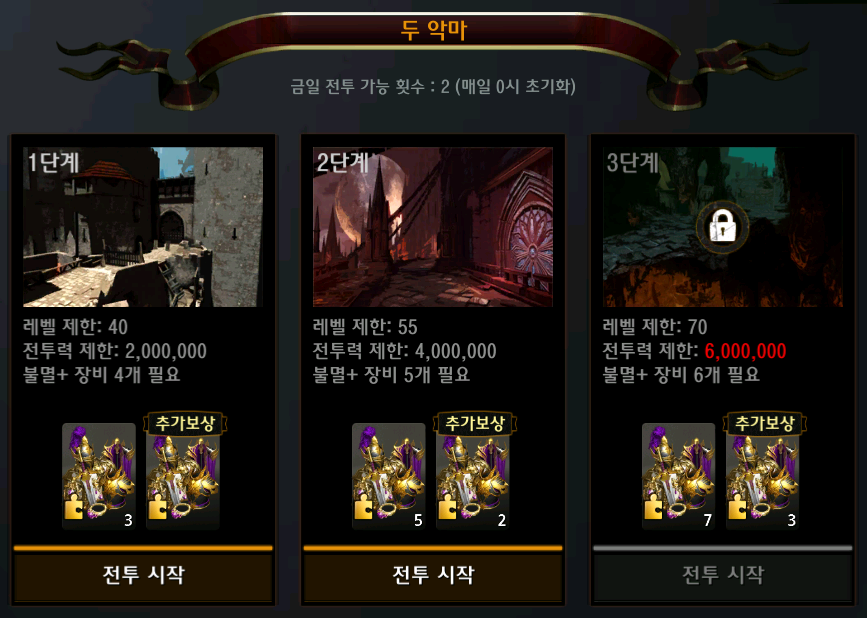 두 악마
금일 전투 가능 횟수 : 2 (매일 0시 초기화)
1단계
레벨 제한: 40
전투력 제한: 2,000,000
불멸+ 장비 4개 필요
추가보상
3
전투 시작
2단계
레벨 제한: 55
전투력 제한: 4,000,000
불멸+ 장비 5개 필요
추가보상
5 2
전투 시작
3단계
레벨 제한: 70
전투력 제한: 6,000,000
불멸+ 장비 6개 필요
추가보상
7 3
전투 시작